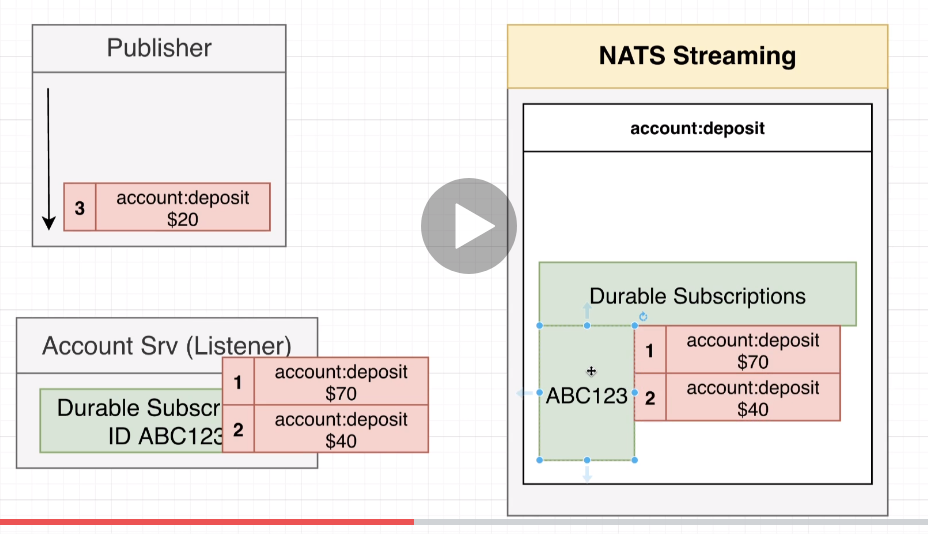 Publisher
3
account:deposit
$20
Account Srv (Listener)
Durable Subscr
ID ABC123
1
account:deposit
$70
2
account:deposit
$40
NATS Streaming
account:deposit
Durable Subscriptions
ABC123
1
account:deposit
$70
2
account:deposit
$40